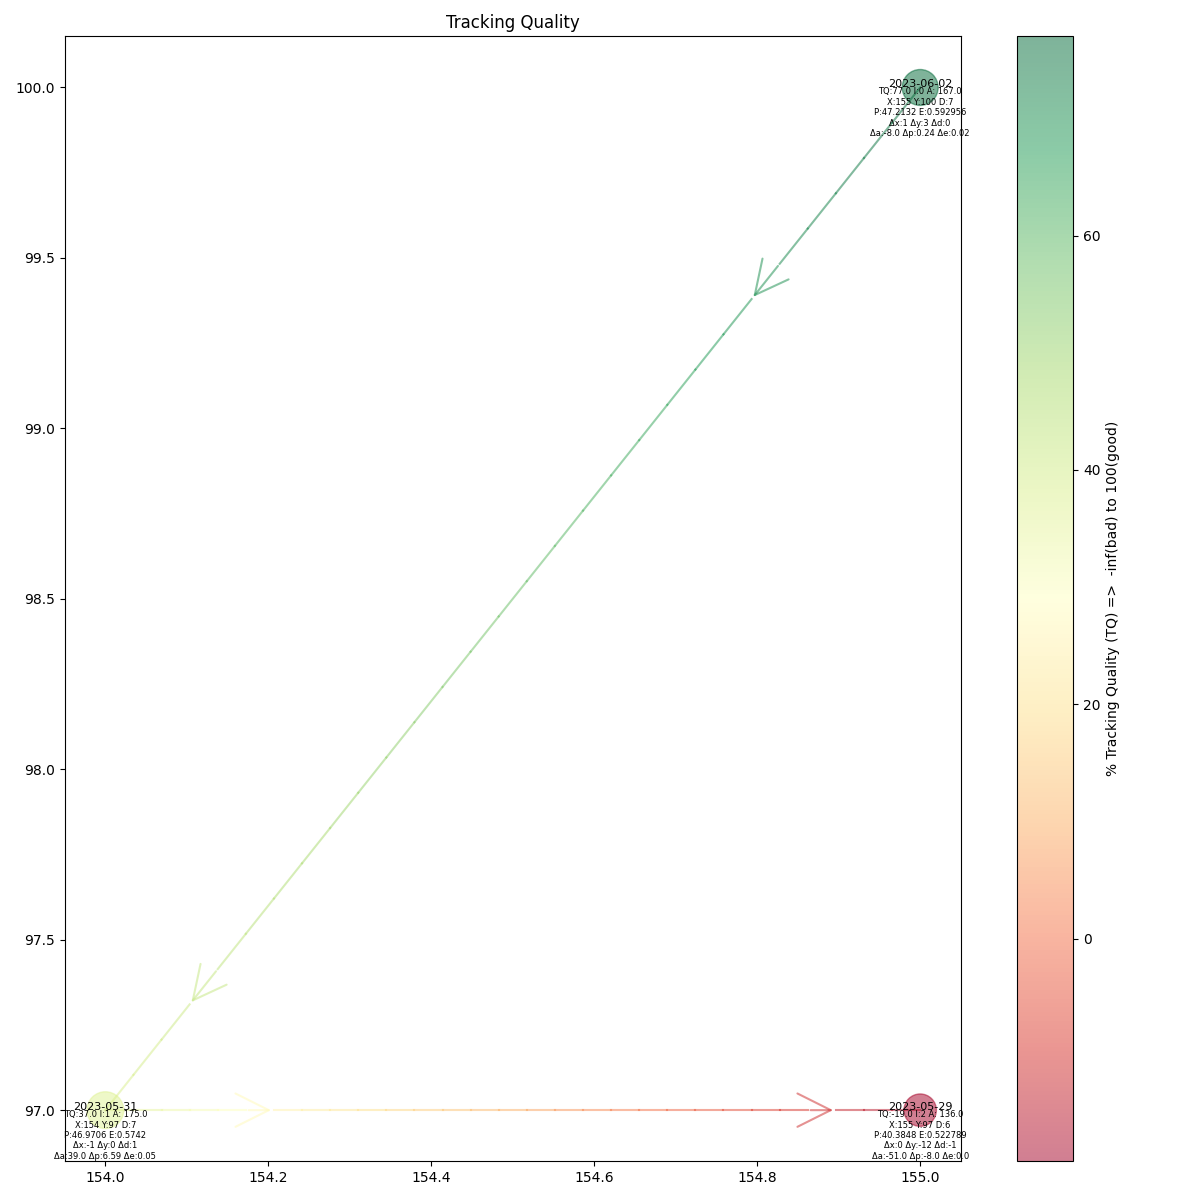 Tracking Quality
100.0
99.5
99.0
98.5
98.0
97.5
97.0
154.0
154.2
154.4
154.6
154.8
155.0
2023-06-02
TQ:77.0 I:0 A: 167.0
X:155 Y:100 D:7
P:47.2132 E:0.592956
Δx:1 Δy:3 Δd:0
Δa:-8.0 Δp:0.24 Δe:0.02
2023-05-31
TQ:37.0 I:1 A: 175.0
X:154 Y:97 D:7
P:46.9706 E:0.5742
Δx:-1 Δy:0 Δd:1
Δa:39.0 Δp:6.59 Δe:0.05
2023-05-29
TQ:-19.0 I:2 A: 136.0
X:155 Y:97 D:6
P:40.3848 E:0.522789
Δx:0 Δy:-12 Δd:-1
Δa:-51.0 Δp:-8.0 Δe:0.0
60
40
20
0
% Tracking Quality (TQ) => -inf(bad) to 100(good)